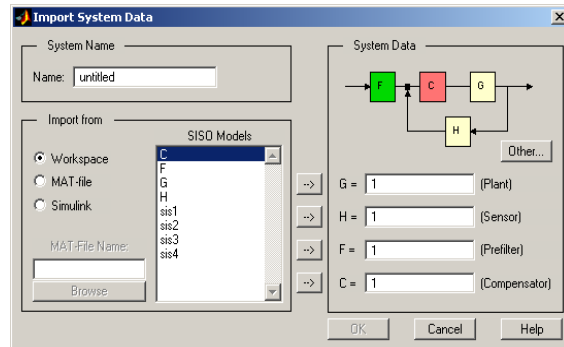 Import System Data
System Name
Name: untitled
Import from
Workspace
MAT-file
Simulink
MAT-File Name:
Browse
SISO Models
C
F
G
H
sis1
sis2
sis3
sis4
-->
-->
-->
-->
System Data
F
C
G
H
Other...
G = 1 (Plant)
H = 1 (Sensor)
F = 1 (Prefilter)
C = 1 (Compensator)
OK
Cancel
Help